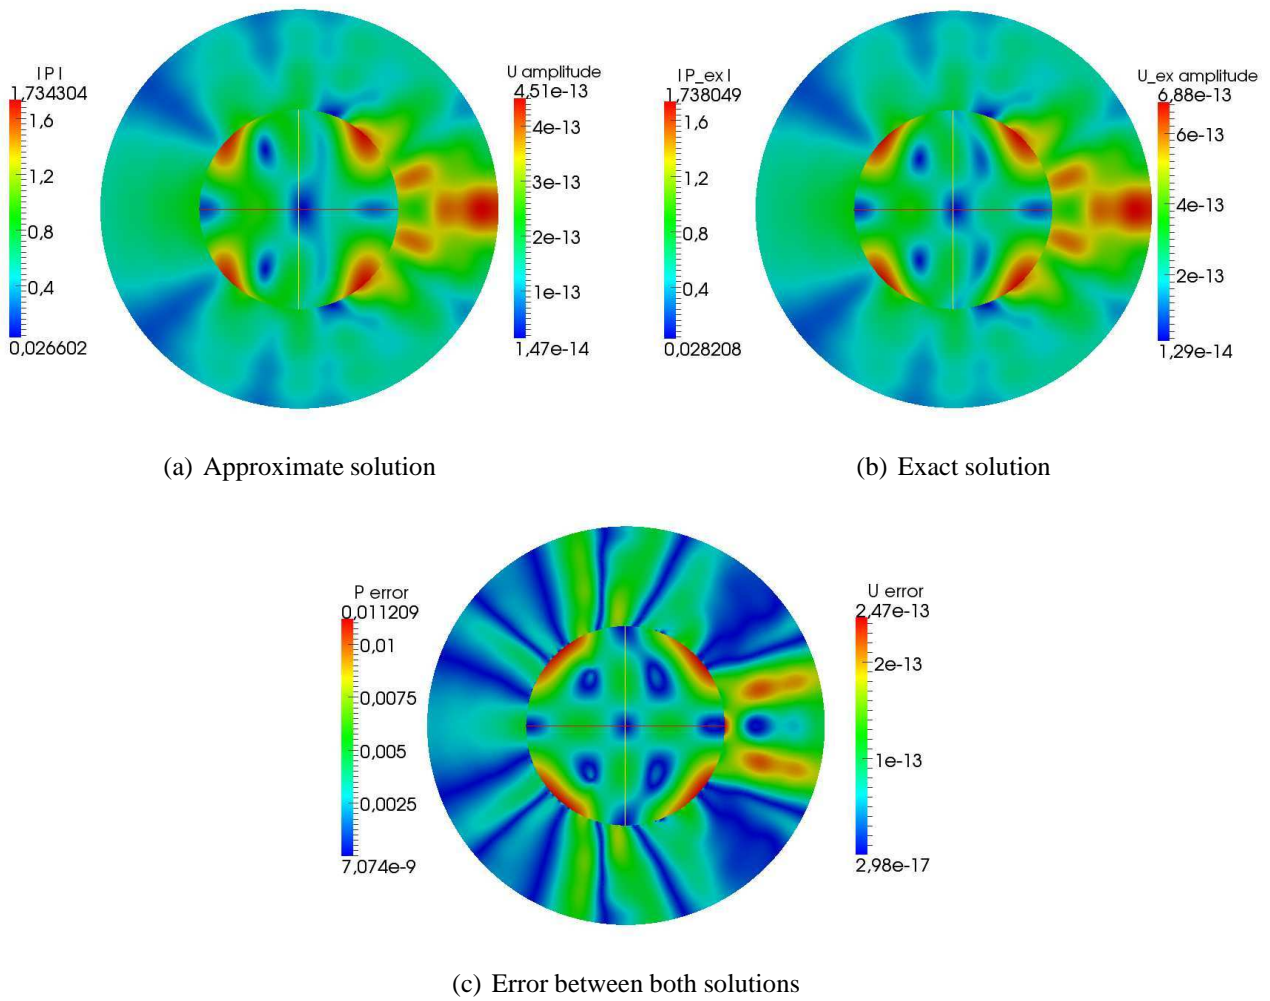 |P|
1,734304
1,6
1,2
0,8
0,4
0,026602
U amplitude
4,51e-13
4e-13
3e-13
2e-13
1e-13
1,47e-14
(a) Approximate solution
|P_ex|
1,738049
1,6
1,2
0,8
0,4
0,028208
U_ex amplitude
6,88e-13
6e-13
4e-13
2e-13
1,29e-14
(b) Exact solution
P error
0,011209
0,01
0,0075
0,005
0,0025
7,074e-9
U error
2,47e-13
2e-13
1e-13
2,98e-17
(c) Error between both solutions